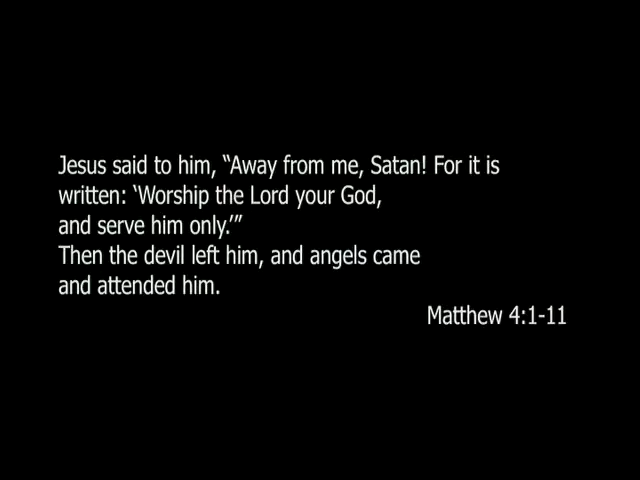 Jesus said to him, “Away from me, Satan! For it is
written: ‘Worship the Lord your God,
and serve him only.’”
Then the devil left him, and angels came
and attended him.
Matthew 4:1-11